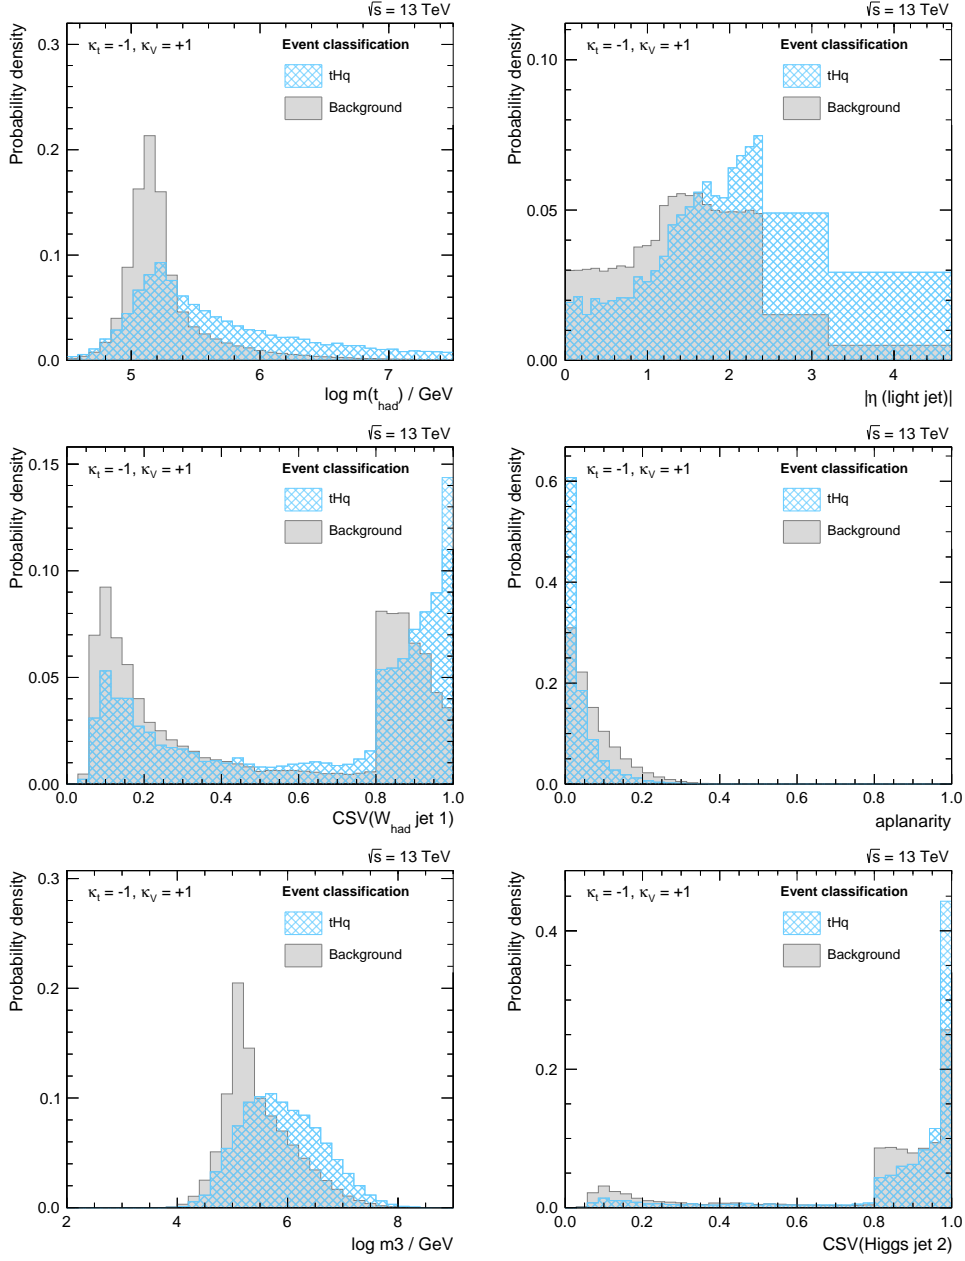 √s = 13 TeV
κt = -1, κV = +1
Event classification
tHq
Background
Probability density
0.3
0.2
0.1
0.0
5 6 7
log m(t_had) / GeV
√s = 13 TeV
κt = -1, κV = +1
Event classification
tHq
Background
Probability density
0.10
0.05
0.00
0 1 2 3 4
|η (light jet)|
√s = 13 TeV
κt = -1, κV = +1
Event classification
tHq
Background
Probability density
0.15
0.10
0.05
0.00
0.0 0.2 0.4 0.6 0.8 1.0
CSV(W_had jet 1)
√s = 13 TeV
κt = -1, κV = +1
Event classification
tHq
Background
Probability density
0.6
0.4
0.2
0.0
0.0 0.2 0.4 0.6 0.8 1.0
aplanarity
√s = 13 TeV
κt = -1, κV = +1
Event classification
tHq
Background
Probability density
0.3
0.2
0.1
0.0
2 4 6 8
log m3 / GeV
√s = 13 TeV
κt = -1, κV = +1
Event classification
tHq
Background
Probability density
0.4
0.2
0.0
0.0 0.2 0.4 0.6 0.8 1.0
CSV(Higgs jet 2)